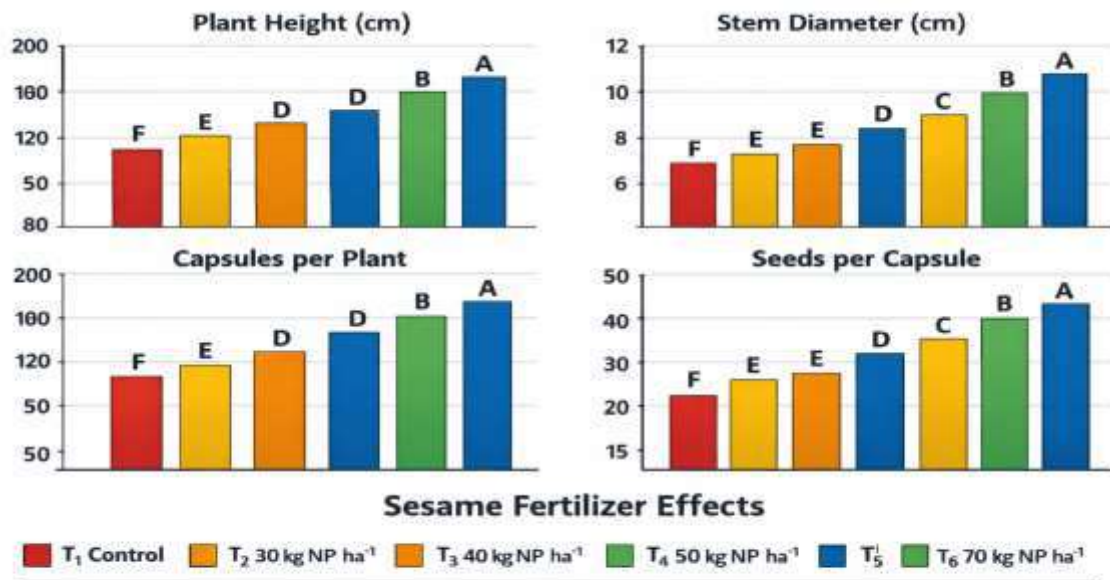 Plant Height (cm)
200
160
120
50
80
F E D D B A
Stem Diameter (cm)
12
10
8
6
F E E D C B A
Capsules per Plant
200
160
120
50
50
F E D D B A
Seeds per Capsule
50
40
30
20
15
F E E D C B A
Sesame Fertilizer Effects
T₁ Control T₂ 30 kg NP ha⁻¹ T₃ 40 kg NP ha⁻¹ T₄ 50 kg NP ha⁻¹ T₅ T₆ 70 kg NP ha⁻¹